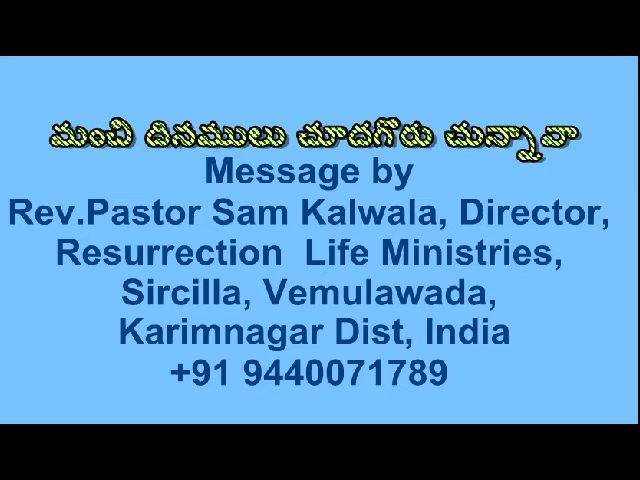 మంచి దినములు చూడగొరు చున్నావా
Message by
Rev.Pastor Sam Kalwala, Director,
Resurrection  Life Ministries,
Sircilla, Vemulawada,
Karimnagar Dist, India
+91 9440071789